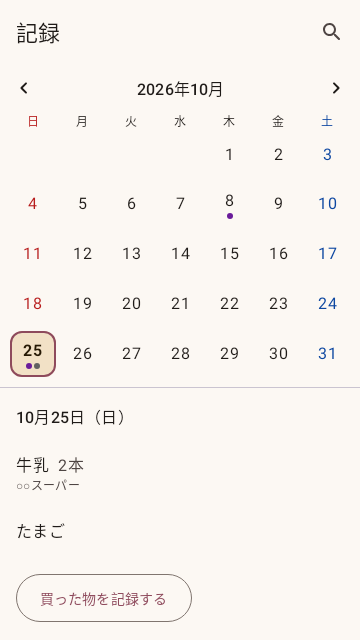 記録
2026年10月
日 月 火 水 木 金 土
1 2 3
4 5 6 7 8 9 10
11 12 13 14 15 16 17
18 19 20 21 22 23 24
25 26 27 28 29 30 31
10月25日（日）
牛乳 2本
○○スーパー
たまご
買った物を記録する